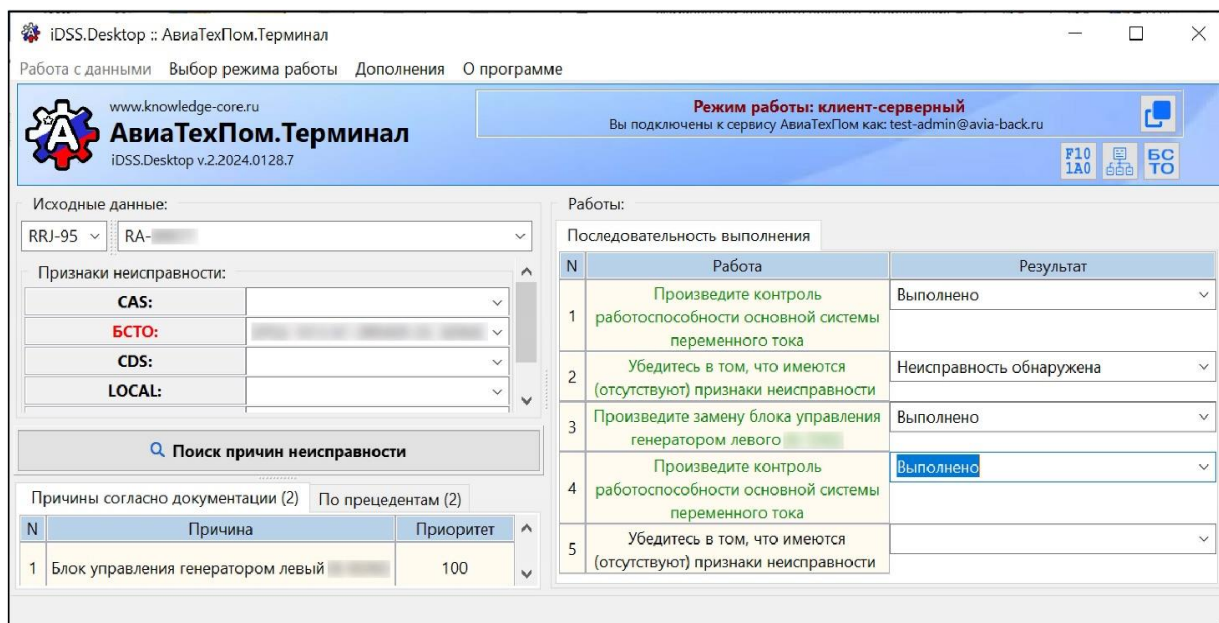 iDSS.Desktop :: АвиаТехПом.Терминал
Работа с данными Выбор режима работы Дополнения О программе
www.knowledge-core.ru
АвиаТехПом.Терминал
iDSS.Desktop v.2.2024.0128.7
Режим работы: клиент-серверный
Вы подключены к сервису АвиаТехПом как: test-admin@avia-back.ru
F10
1A0
БС
ТО
Исходные данные:
RRJ-95 RA-
Признаки неисправности:
CAS:
БСТО:
CDS:
LOCAL:
Поиск причин неисправности
Причины согласно документации (2) По прецедентам (2)
N Причина Приоритет
1 Блок управления генератором левый 100
Работы:
Последовательность выполнения
N Работа Результат
1 Произведите контроль
работоспособности основной системы
переменного тока
Выполнено
2 Убедитесь в том, что имеются
(отсутствуют) признаки неисправности
Неисправность обнаружена
3 Произведите замену блока управления
генератором левого
Выполнено
4 Произведите контроль
работоспособности основной системы
переменного тока
Выполнено
5 Убедитесь в том, что имеются
(отсутствуют) признаки неисправности